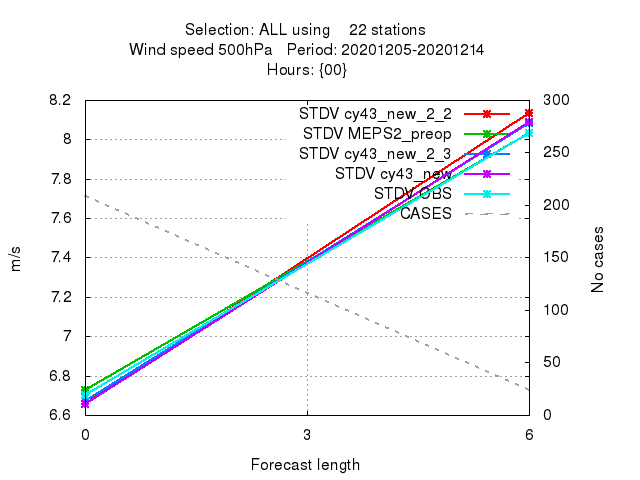 Selection: ALL using 22 stations
Wind speed 500hPa Period: 20201205-20201214
Hours: {00}
8.2
8
7.8
7.6
7.4
7.2
7
6.8
6.6
m/s
STDV cy43_new_2_2
STDV MEPS2_preop
STDV cy43_new_2_3
STDV cy43_new
STDV OBS
CASES
300
250
200
150
100
50
0
No cases
0 3 6
Forecast length